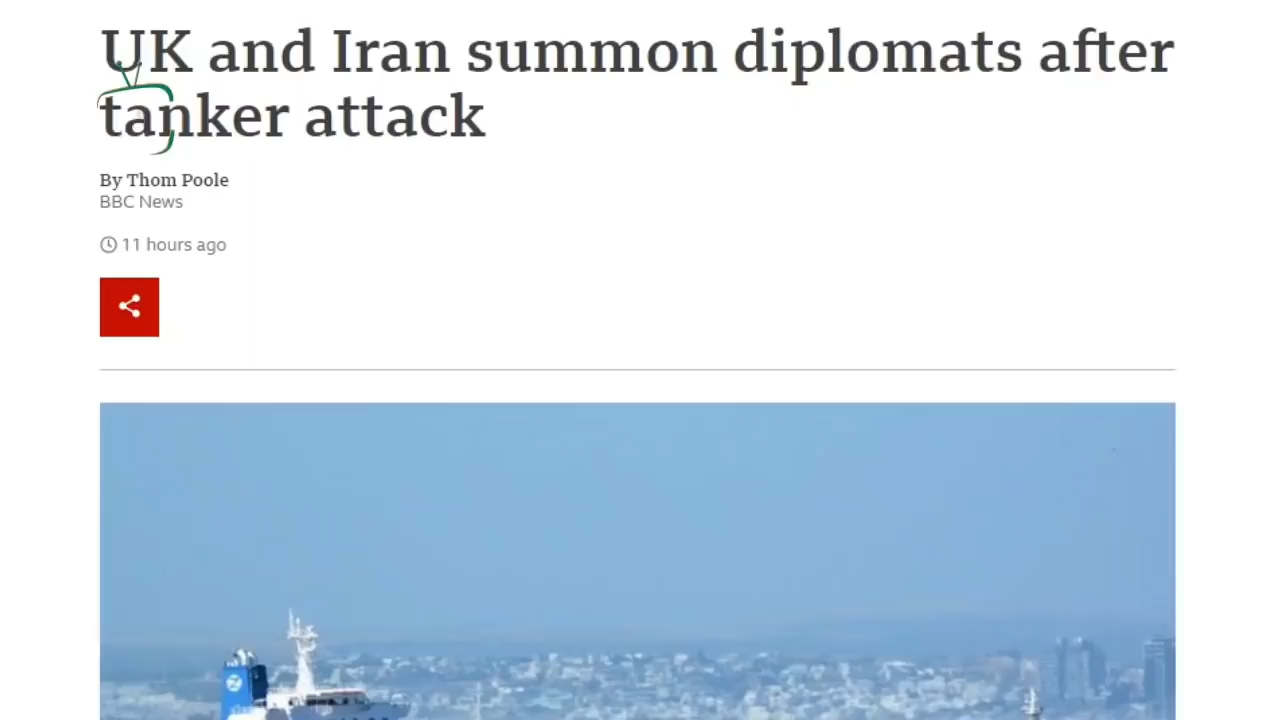 UK and Iran summon diplomats after
tanker attack
By Thom Poole
BBC News
11 hours ago